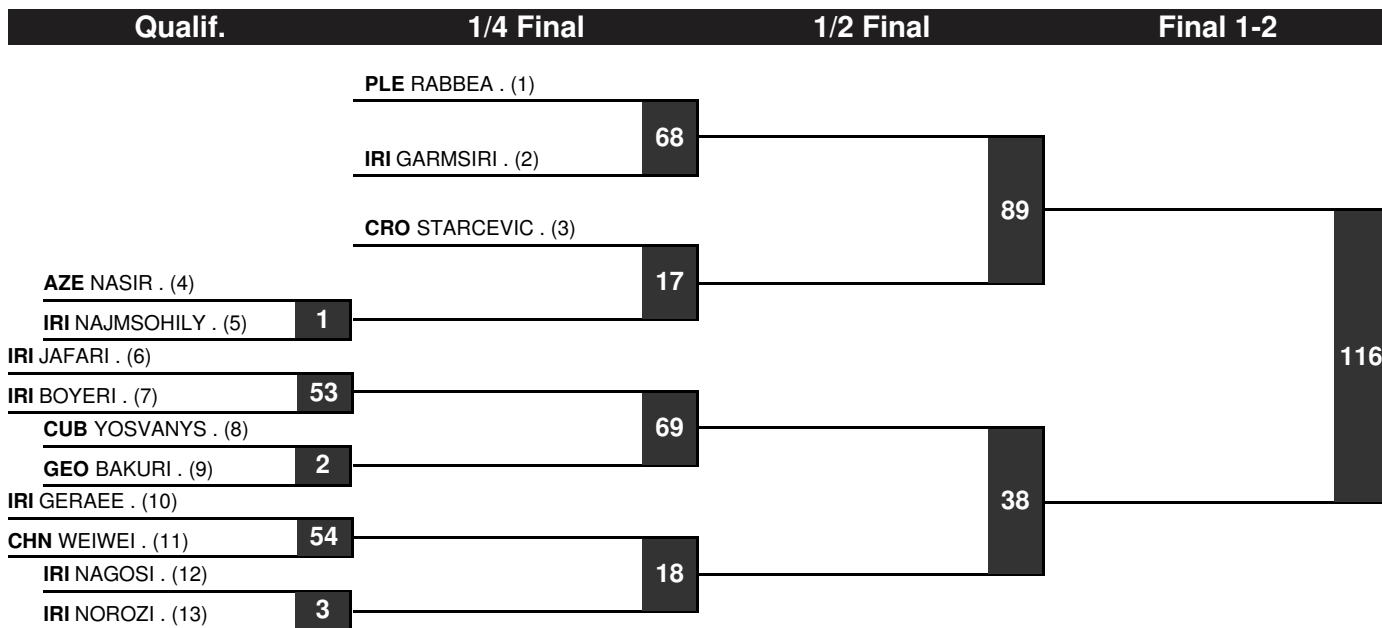 Qualif. 1/4 Final 1/2 Final Final 1-2
PLE RABBEA . (1)
68
IRI GARMSIRI . (2)
89
CRO STARCEVIC . (3)
17
AZE NASIR . (4)
IRI NAJMSOHILY . (5) 1
116
IRI JAFARI . (6)
IRI BOYERI . (7) 53
CUB YOSVANYS . (8)
69
GEO BAKURI . (9) 2
IRI GERAEE . (10)
38
CHN WEIWEI . (11) 54
IRI NAGOSI . (12)
18
IRI NOROZI . (13) 3